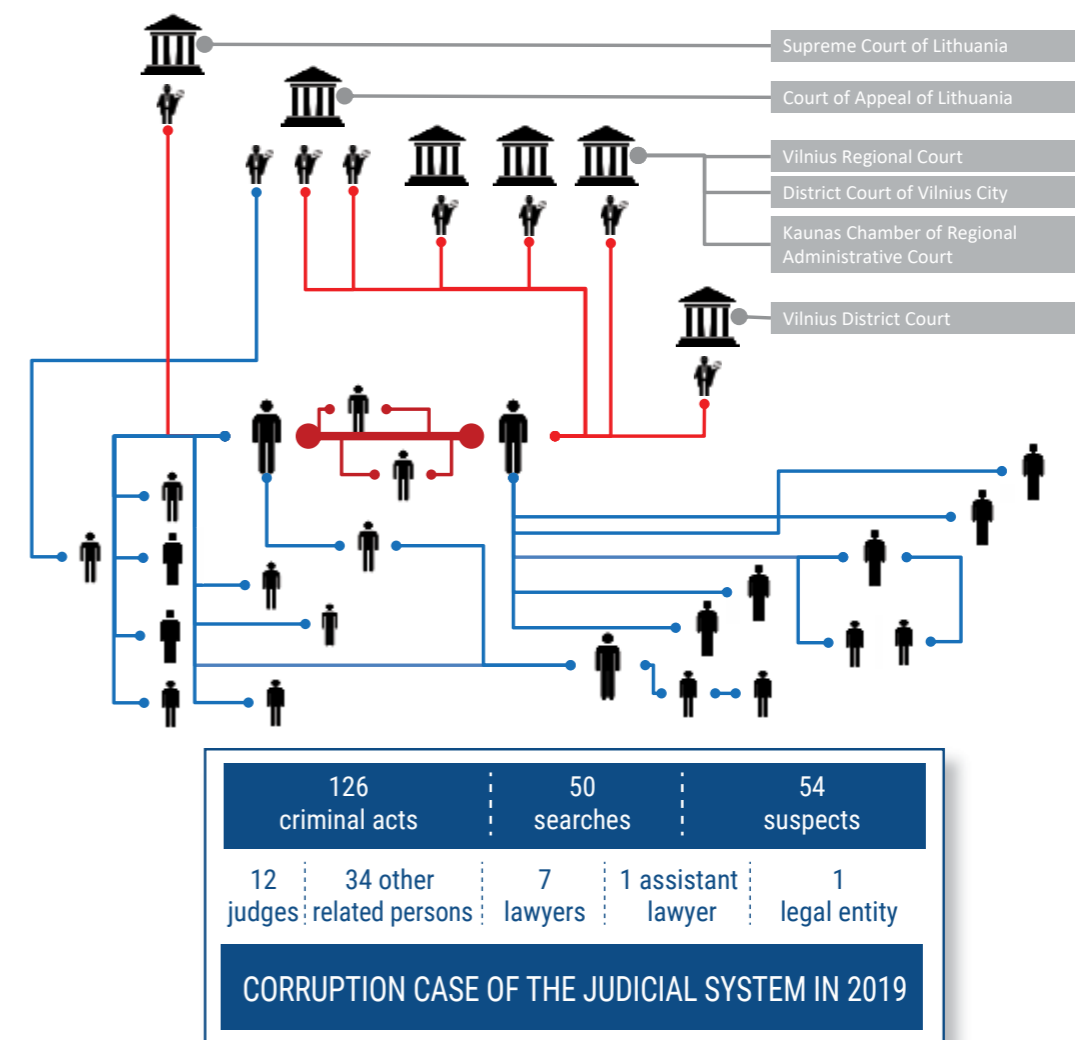 Supreme Court of Lithuania
Court of Appeal of Lithuania
Vilnius Regional Court
District Court of Vilnius City
Kaunas Chamber of Regional
Administrative Court
Vilnius District Court
126
criminal acts
50
searches
54
suspects
12
judges
34 other
related persons
7
lawyers
1 assistant
lawyer
1
legal entity
CORRUPTION CASE OF THE JUDICIAL SYSTEM IN 2019